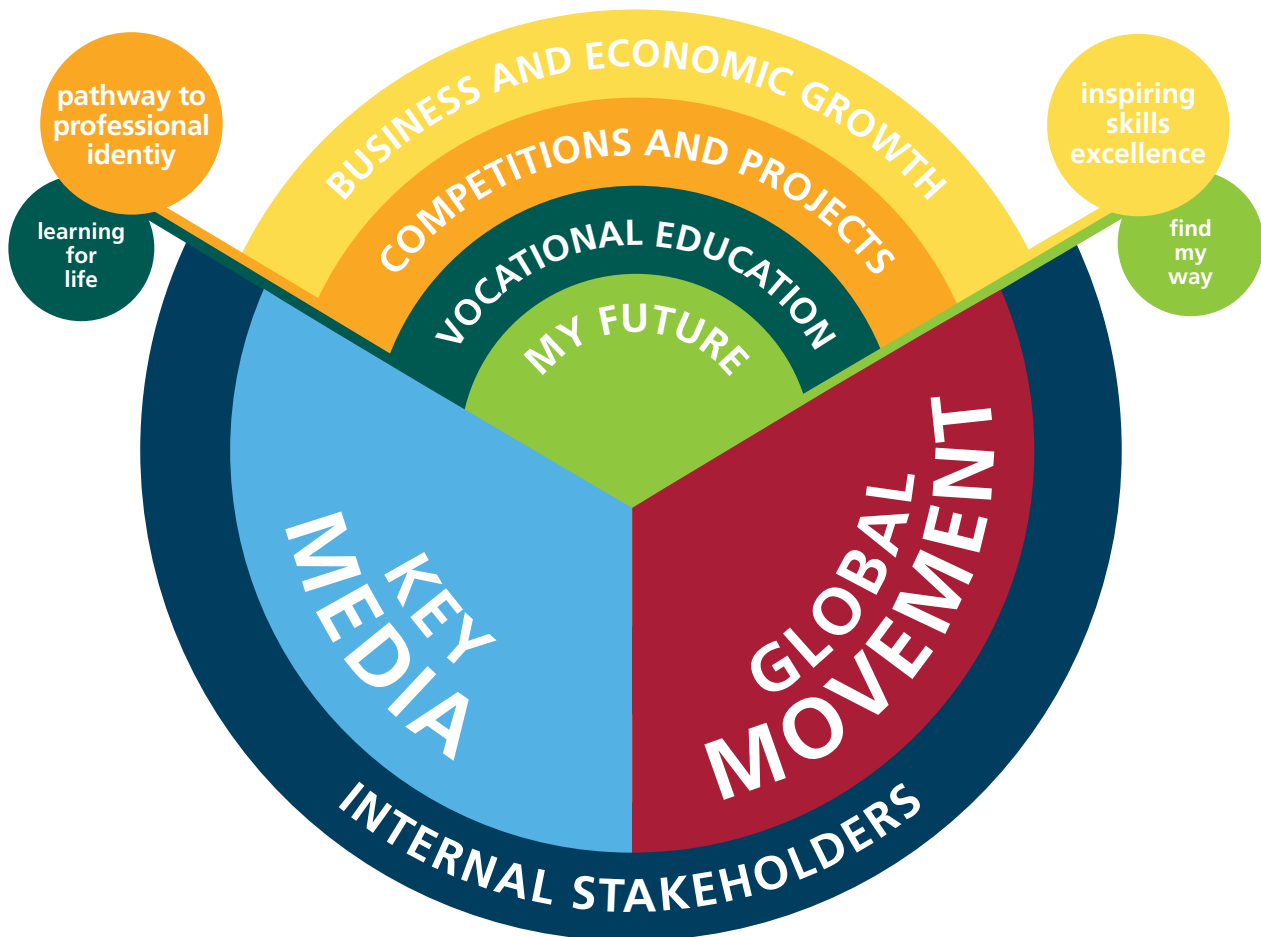 pathway to
professional
identiy
learning
for
life
BUSINESS AND ECONOMIC GROWTH
COMPETITIONS AND PROJECTS
VOCATIONAL EDUCATION
MY FUTURE
inspiring
skills
excellence
find
my
way
KEY
MEDIA
GLOBAL
MOVEMENT
INTERNAL STAKEHOLDERS